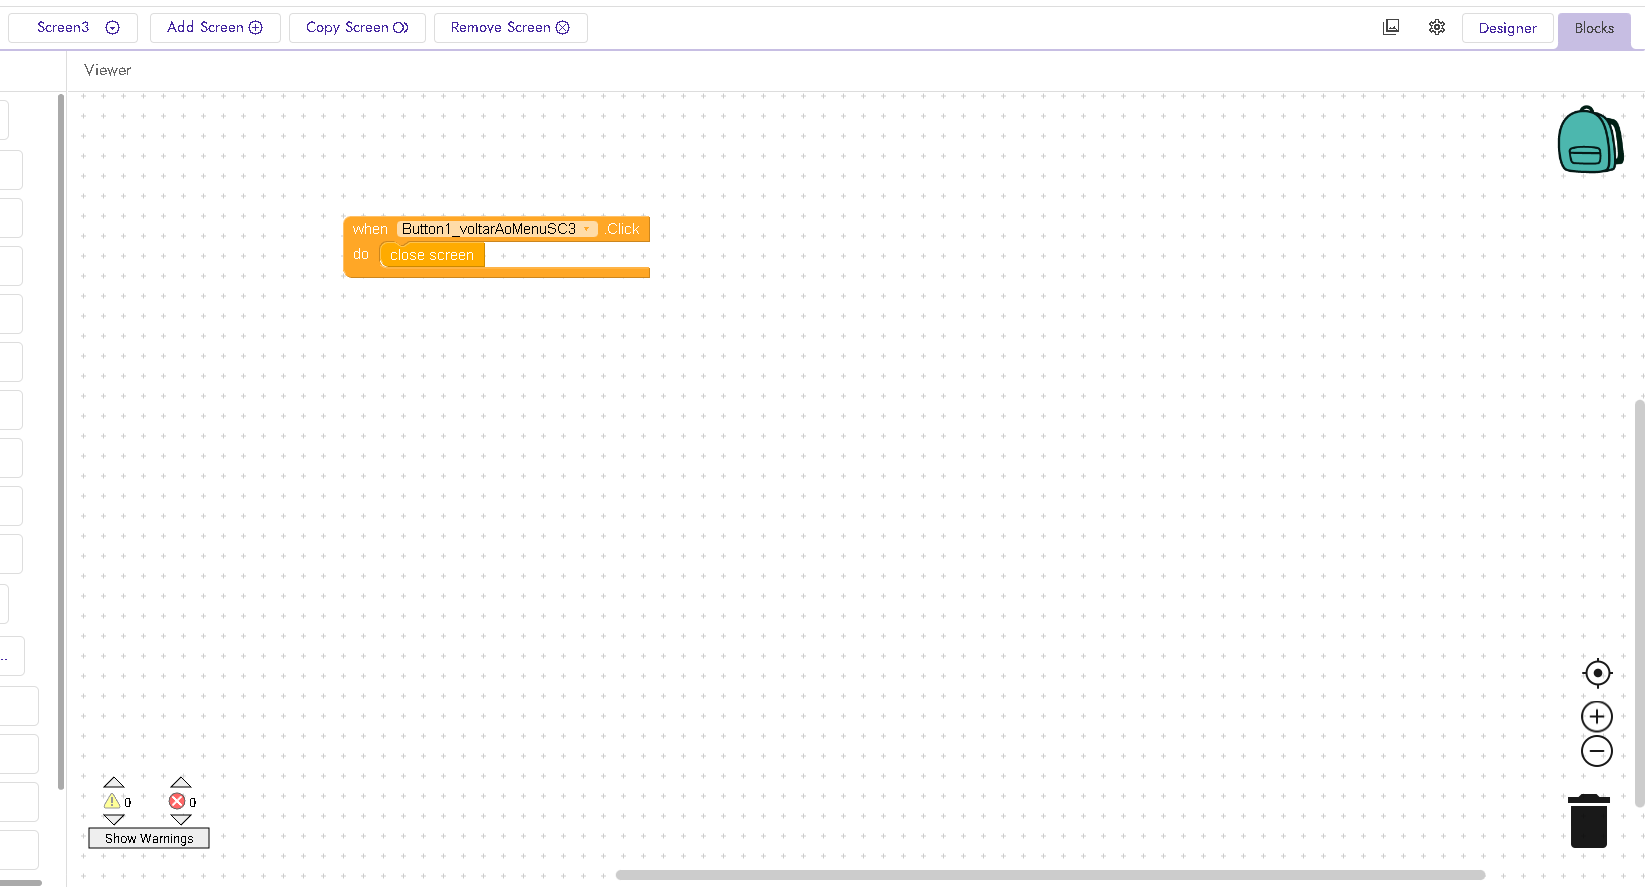 Screen3 Add Screen Copy Screen Remove Screen Designer Blocks
Viewer
when Button1_voltarAoMenuSC3 .Click
do close screen
..
0 0
Show Warnings